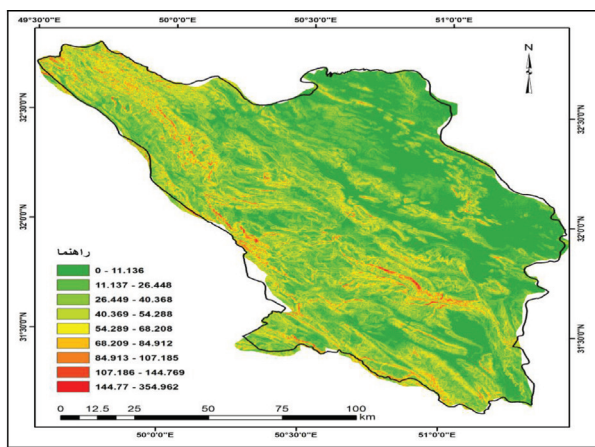 49°30'0"E 50°0'0"E 50°30'0"E 51°0'0"E
N
32°30'0"N 32°30'0"N
32°0'0"N 32°0'0"N
31°30'0"N 31°30'0"N
راهنما
0 - 11.136
11.137 - 26.448
26.449 - 40.368
40.369 - 54.288
54.289 - 68.208
68.209 - 84.912
84.913 - 107.185
107.186 - 144.769
144.77 - 354.962
0 12.5 25 50 75 100
km
50°0'0"E 50°30'0"E 51°0'0"E